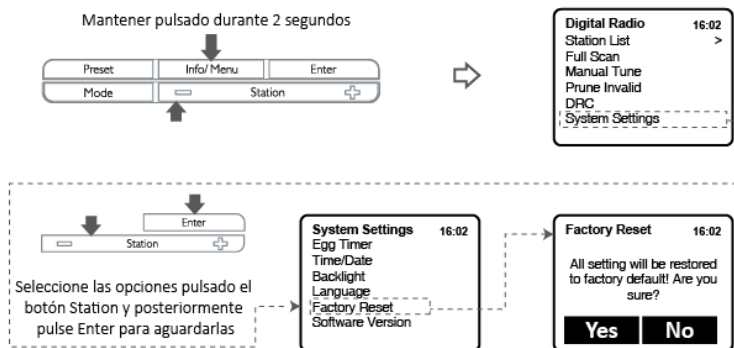 Mantener pulsado durante 2 segundos
Preset Info/ Menu Enter
Mode Station
Digital Radio 16:02
Station List >
Full Scan
Manual Tune
Prune Invalid
DRC
System Settings
Enter
Station
Seleccione las opciones pulsado el
botón Station y posteriormente
pulse Enter para aguardarlas
System Settings 16:02
Egg Timer
Time/Date
Backlight
Language
Factory Reset
Software Version
Factory Reset 16:02
All setting will be restored
to factory default! Are you
sure?
Yes No